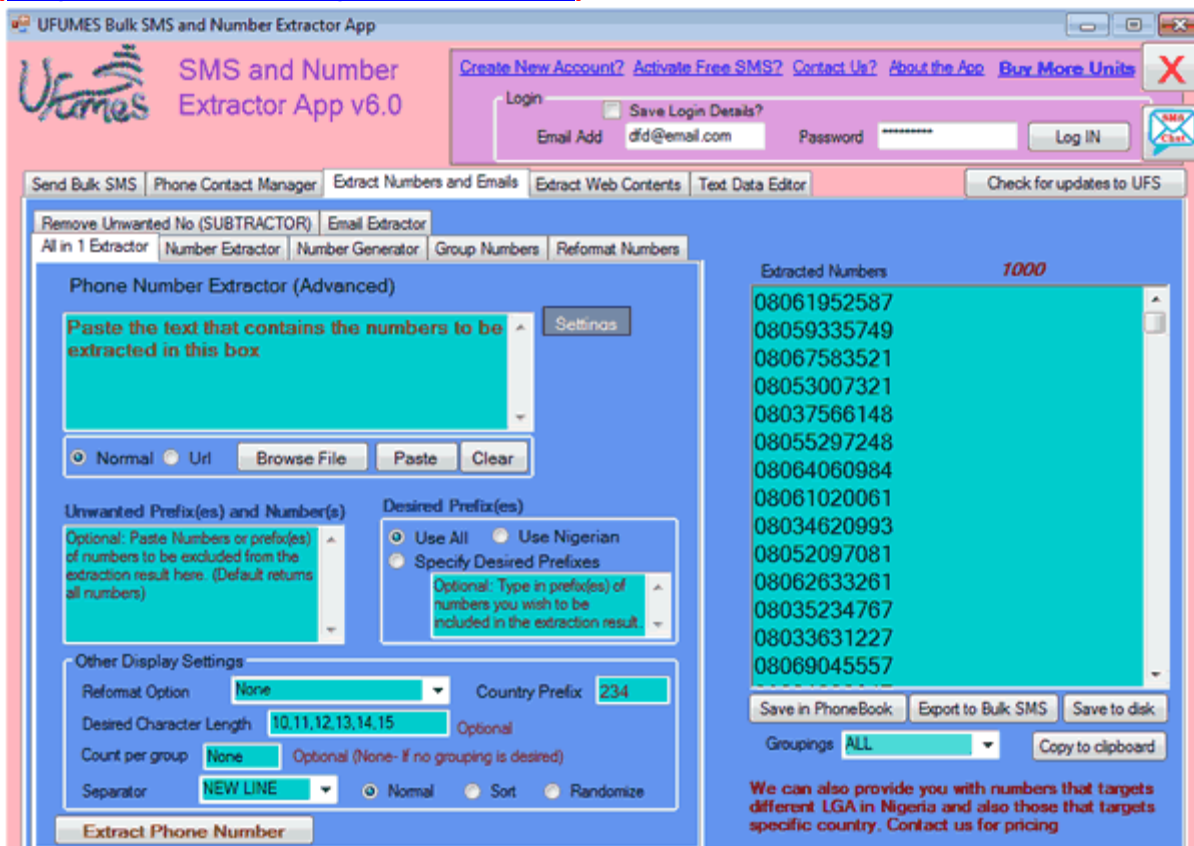 UFUMES Bulk SMS and Number Extractor App
Ufumes
SMS and Number
Extractor App v6.0
Create New Account? Activate Free SMS? Contact Us? About the App Buy More Units
X
Login
Save Login Details?
Email Add dfd@email.com Password ********* Log IN
SMS
Chat
Send Bulk SMS Phone Contact Manager Extract Numbers and Emails Extract Web Contents Text Data Editor Check for updates to UFS
Remove Unwanted No (SUBTRACTOR) Email Extractor
All in 1 Extractor Number Extractor Number Generator Group Numbers Reformat Numbers
Phone Number Extractor (Advanced)
Settings
Paste the text that contains the numbers to be
extracted in this box
Normal Url Browse File Paste Clear
Unwanted Prefix(es) and Number(s)
Optional: Paste Numbers or prefix(es)
of numbers to be excluded from the
extraction result here. (Default returns
all numbers)
Desired Prefix(es)
Use All Use Nigerian
Specify Desired Prefixes
Optional: Type in prefix(es) of
numbers you wish to be
included in the extraction result.
Other Display Settings
Reformat Option None Country Prefix 234
Desired Character Length 10,11,12,13,14,15 Optional
Count per group None Optional (None- If no grouping is desired)
Separator NEW LINE Normal Sort Randomize
Extract Phone Number
Extracted Numbers 1000
08061952587
08059335749
08067583521
08053007321
08037566148
08055297248
08064060984
08061020061
08034620993
08052097081
08062633261
08035234767
08033631227
08069045557
Save in PhoneBook Export to Bulk SMS Save to disk
Groupings ALL Copy to clipboard
We can also provide you with numbers that targets
different LGA in Nigeria and also those that targets
specific country. Contact us for pricing